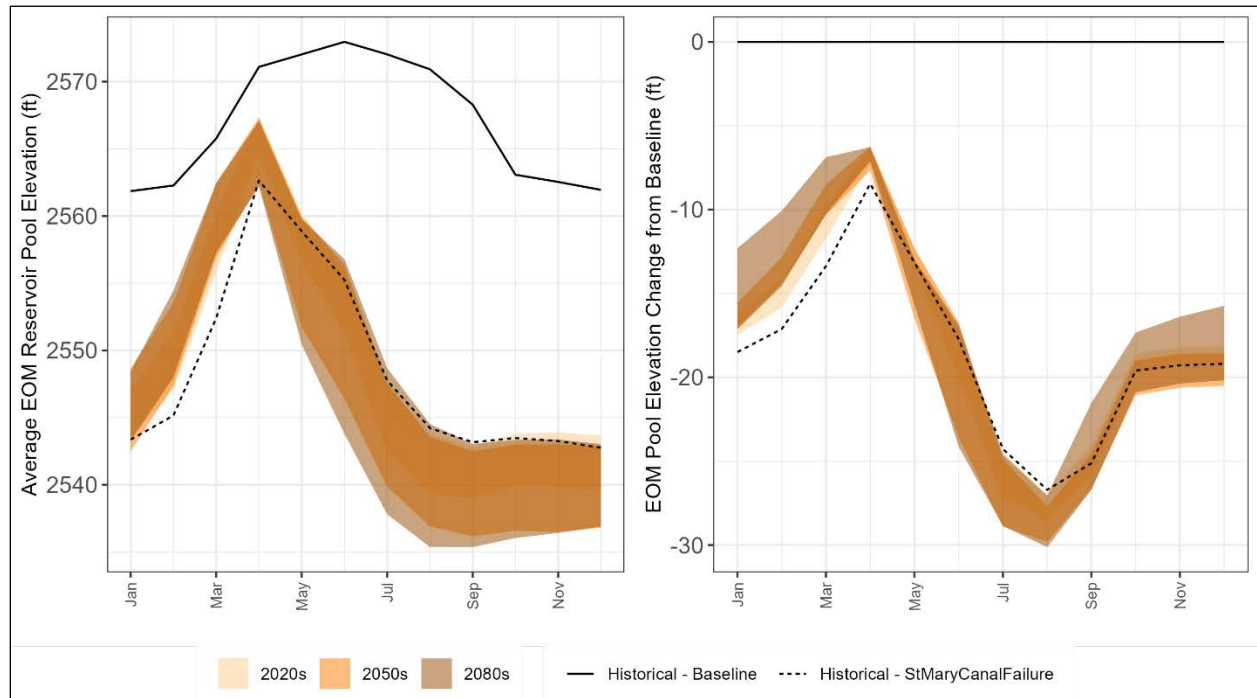 Average EOM Reservoir Pool Elevation (ft)
2570
2560
2550
2540
Jan
Mar
May
Jul
Sep
Nov
EOM Pool Elevation Change from Baseline (ft)
0
-10
-20
-30
Jan
Mar
May
Jul
Sep
Nov
2020s 2050s 2080s Historical - Baseline Historical - StMaryCanalFailure